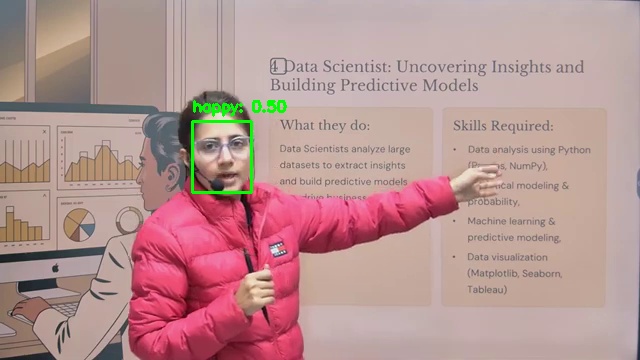 happy: 0.50
4 Data Scientist: Uncovering Insights and
Building Predictive Models
What they do:
Data Scientists analyze large
datasets to extract insights
and build predictive models
business
Skills Required:
• Data analysis using Python
NumPy),
modeling &
probability,
• Machine learning &
predictive modeling,
• Data visualization
(Matplotlib, Seaborn,
Tableau)